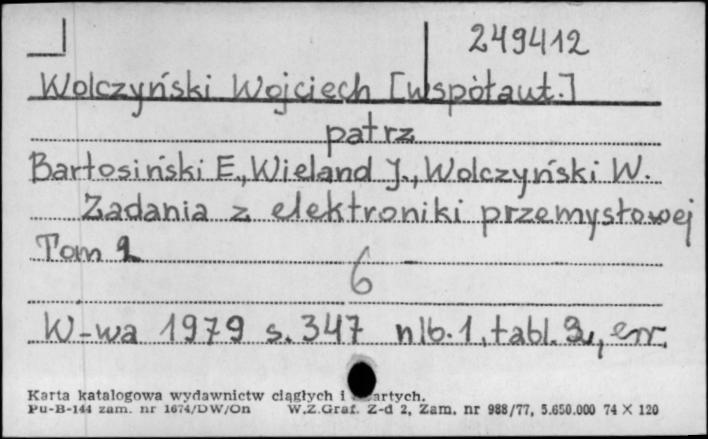 249412
Wolczyński Wojciech [współaut.]
patrz
Bartosiński E., Wieland J., Wolczyński W.
Zadania z elektroniki przemysłowej
Tom
6
W-wa 1979 s. 347 nlb. 1, tabl. , err.
Karta katalogowa wydawnictw ciągłych i
Pu-B-144 zam. nr 1674/DW/On W.Z.Graf. Z-d 2, Zam. nr 988/77, 5.650.000 74 × 120